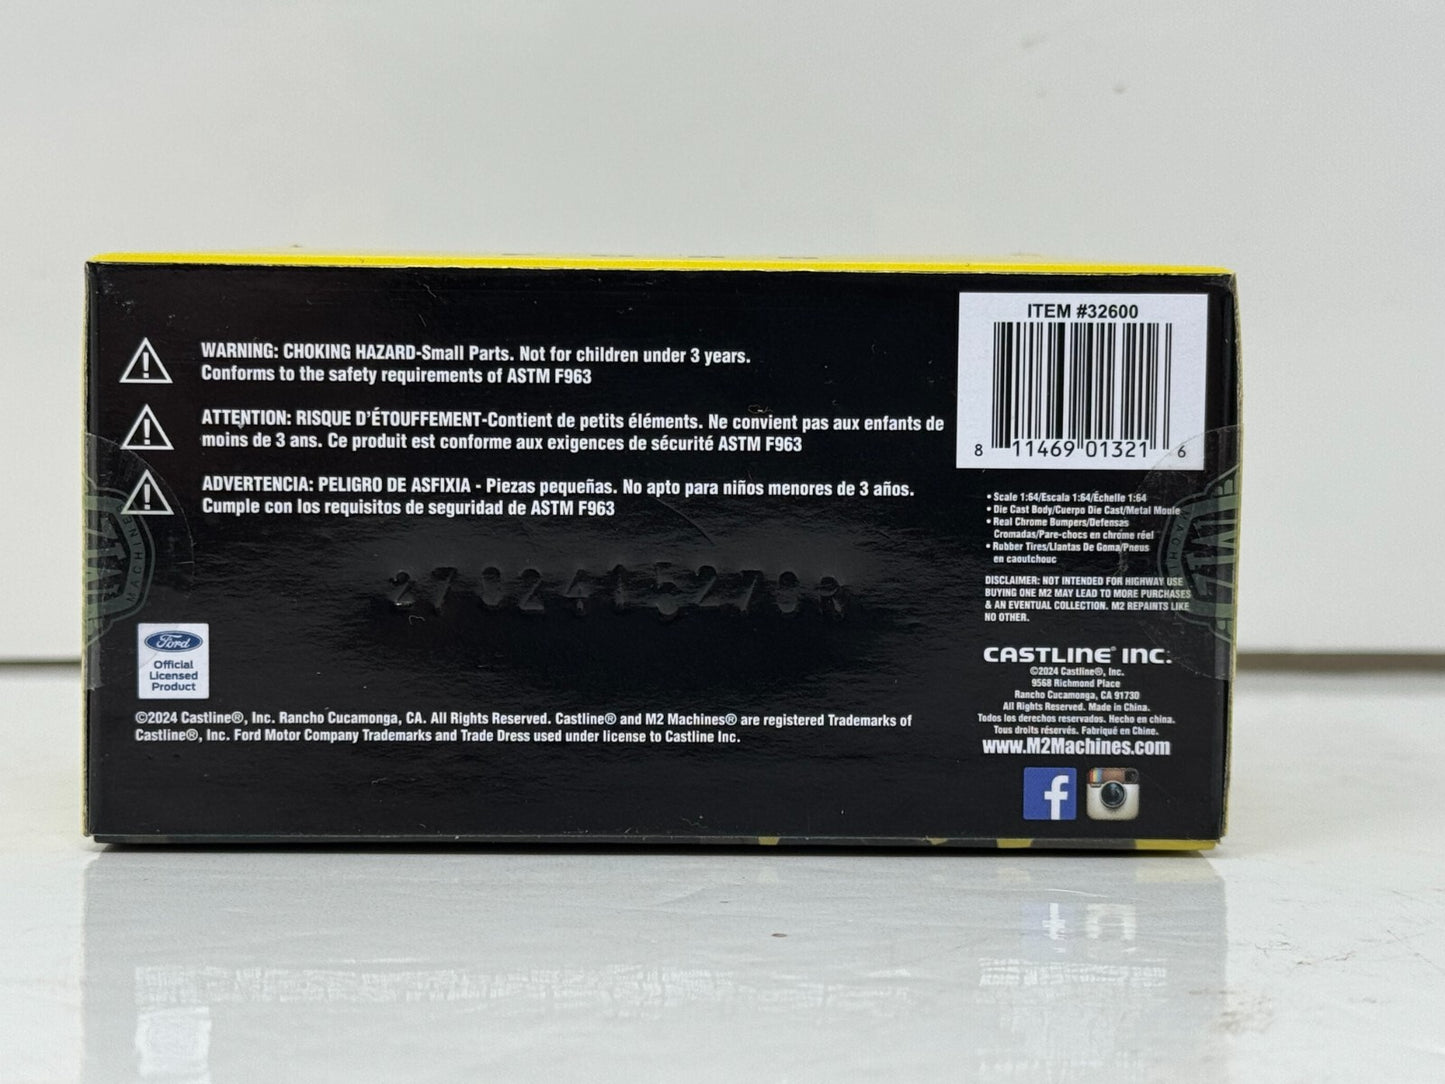 WARNING: CHOKING HAZARD-Small Parts. Not for children under 3 years.
Conforms to the safety requirements of ASTM F963
ATTENTION: RISQUE D'ÉTOUFFEMENT-Contient de petits éléments. Ne convient pas aux enfants de
moins de 3 ans. Ce produit est conforme aux exigences de sécurité ASTM F963
ADVERTENCIA: PELIGRO DE ASFIXIA - Piezas pequeñas. No apto para niños menores de 3 años.
Cumple con los requisitos de seguridad de ASTM F963
Ford
Official
Licensed
Product
©2024 Castline®, Inc. Rancho Cucamonga, CA. All Rights Reserved. Castline® and M2 Machines® are registered Trademarks of
Castline®, Inc. Ford Motor Company Trademarks and Trade Dress used under license to Castline Inc.
ITEM #32600
8 11469 01321 6
• Scale 1:64/Escala 1:64/Échelle 1:64
• Die Cast Body/Cuerpo Die Cast/Metal Moule
• Real Chrome Bumpers/Defensas
Cromadas/Pare-chocs en chrome réel
• Rubber Tires/Llantas De Goma/Pneus
en caoutchouc
DISCLAIMER: NOT INTENDED FOR HIGHWAY USE
BUYING ONE M2 MAY LEAD TO MORE PURCHASES
& AN EVENTUAL COLLECTION. M2 REPAINTS LIKE
NO OTHER.
CASTLINE® INC.
©2024 Castline®, Inc.
9568 Richmond Place
Rancho Cucamonga, CA 91730
All Rights Reserved. Made in China.
Todos los derechos reservados. Hecho en china.
Tous droits réservés. Fabriqué en Chine.
www.M2Machines.com